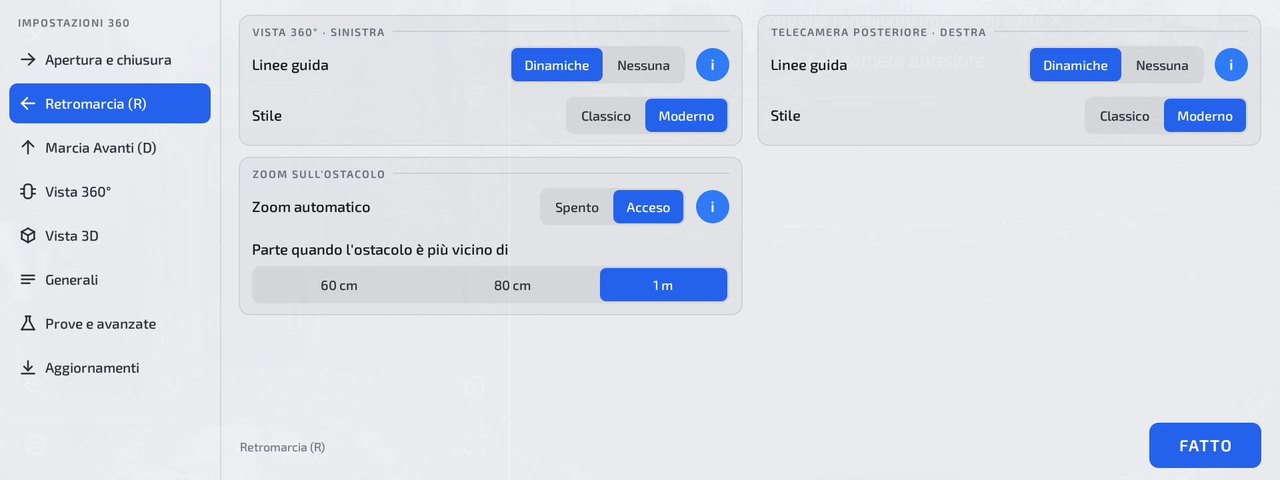 IMPOSTAZIONI 360
Apertura e chiusura
Retromarcia (R)
Marcia Avanti (D)
Vista 360°
Vista 3D
Generali
Prove e avanzate
Aggiornamenti
VISTA 360° · SINISTRA
Linee guida
Dinamiche
Nessuna
i
Stile
Classico
Moderno
TELECAMERA POSTERIORE · DESTRA
Linee guida
Dinamiche
Nessuna
i
Stile
Classico
Moderno
ZOOM SULL'OSTACOLO
Zoom automatico
Spento
Acceso
i
Parte quando l'ostacolo è più vicino di
60 cm
80 cm
1 m
Retromarcia (R)
FATTO